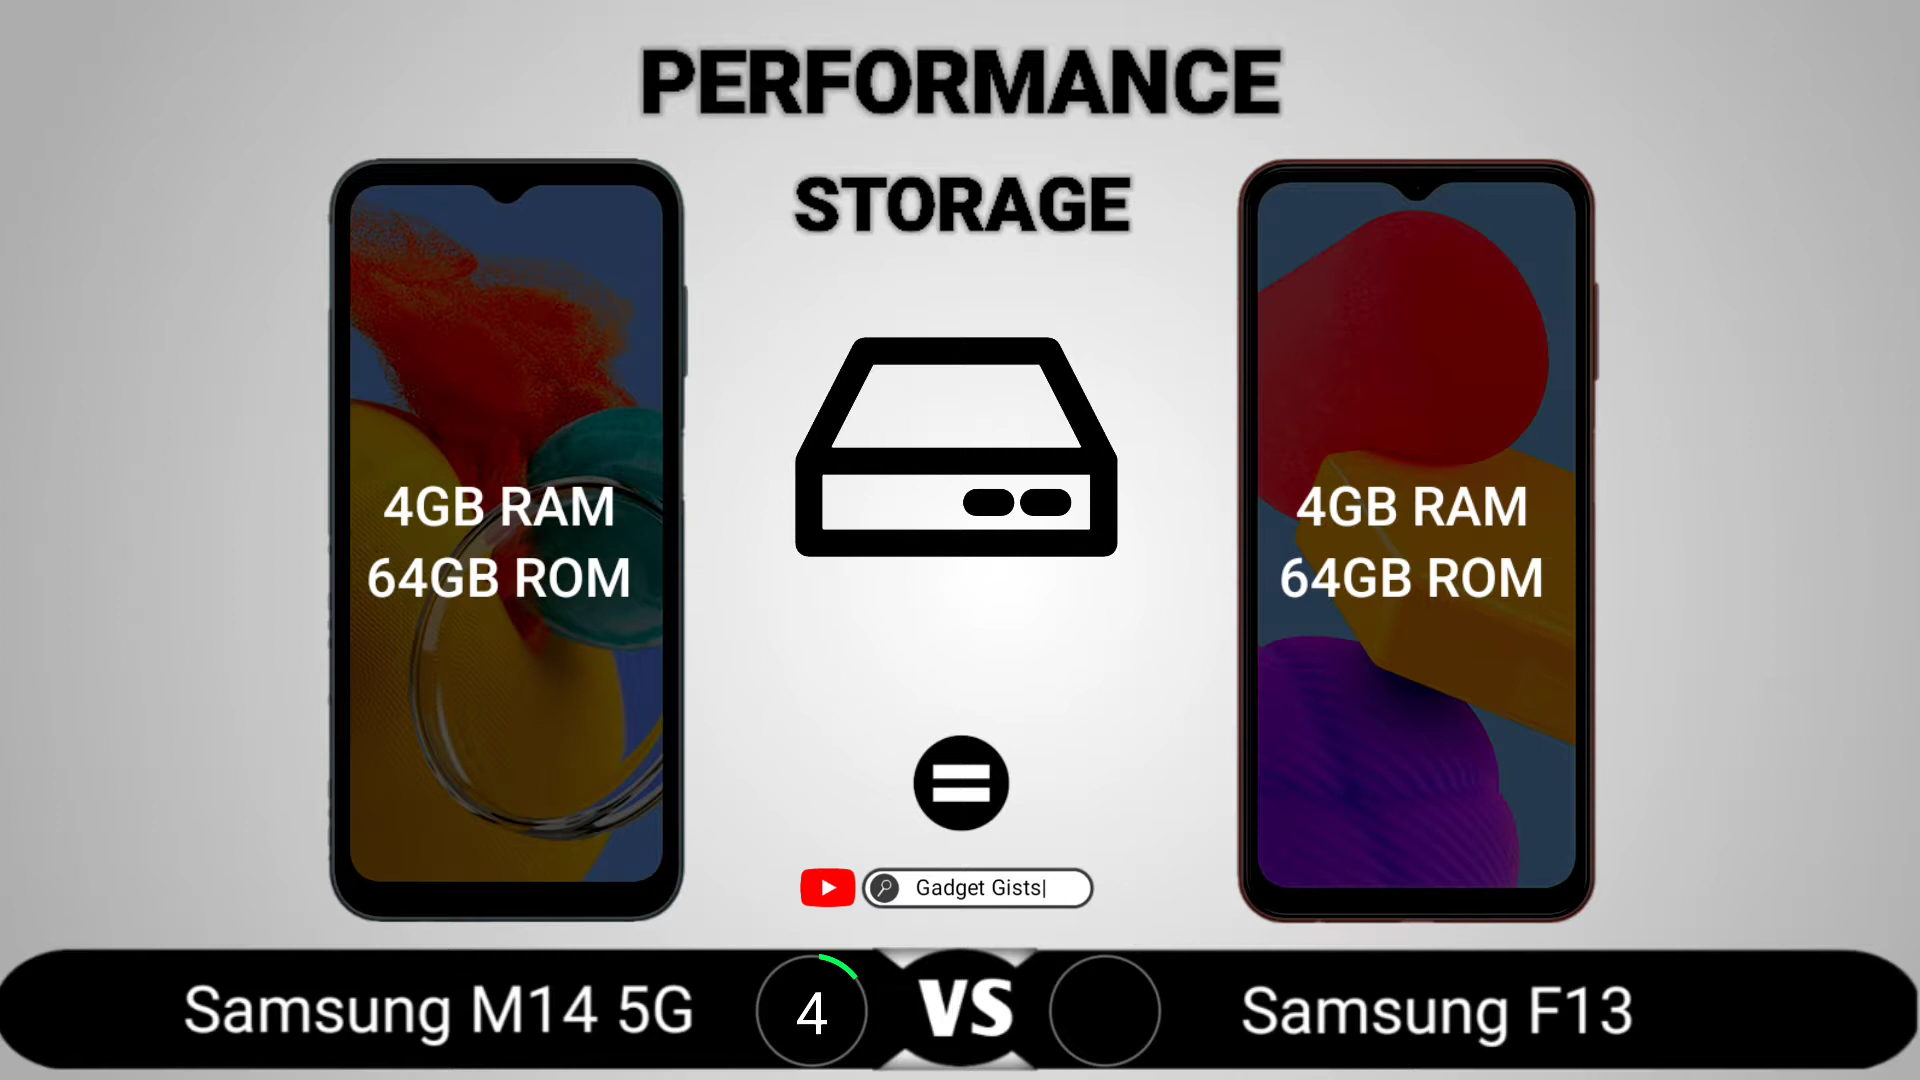 PERFORMANCE
STORAGE
4GB RAM
64GB ROM
4GB RAM
64GB ROM
Gadget Gists|
Samsung M14 5G
4
VS
Samsung F13